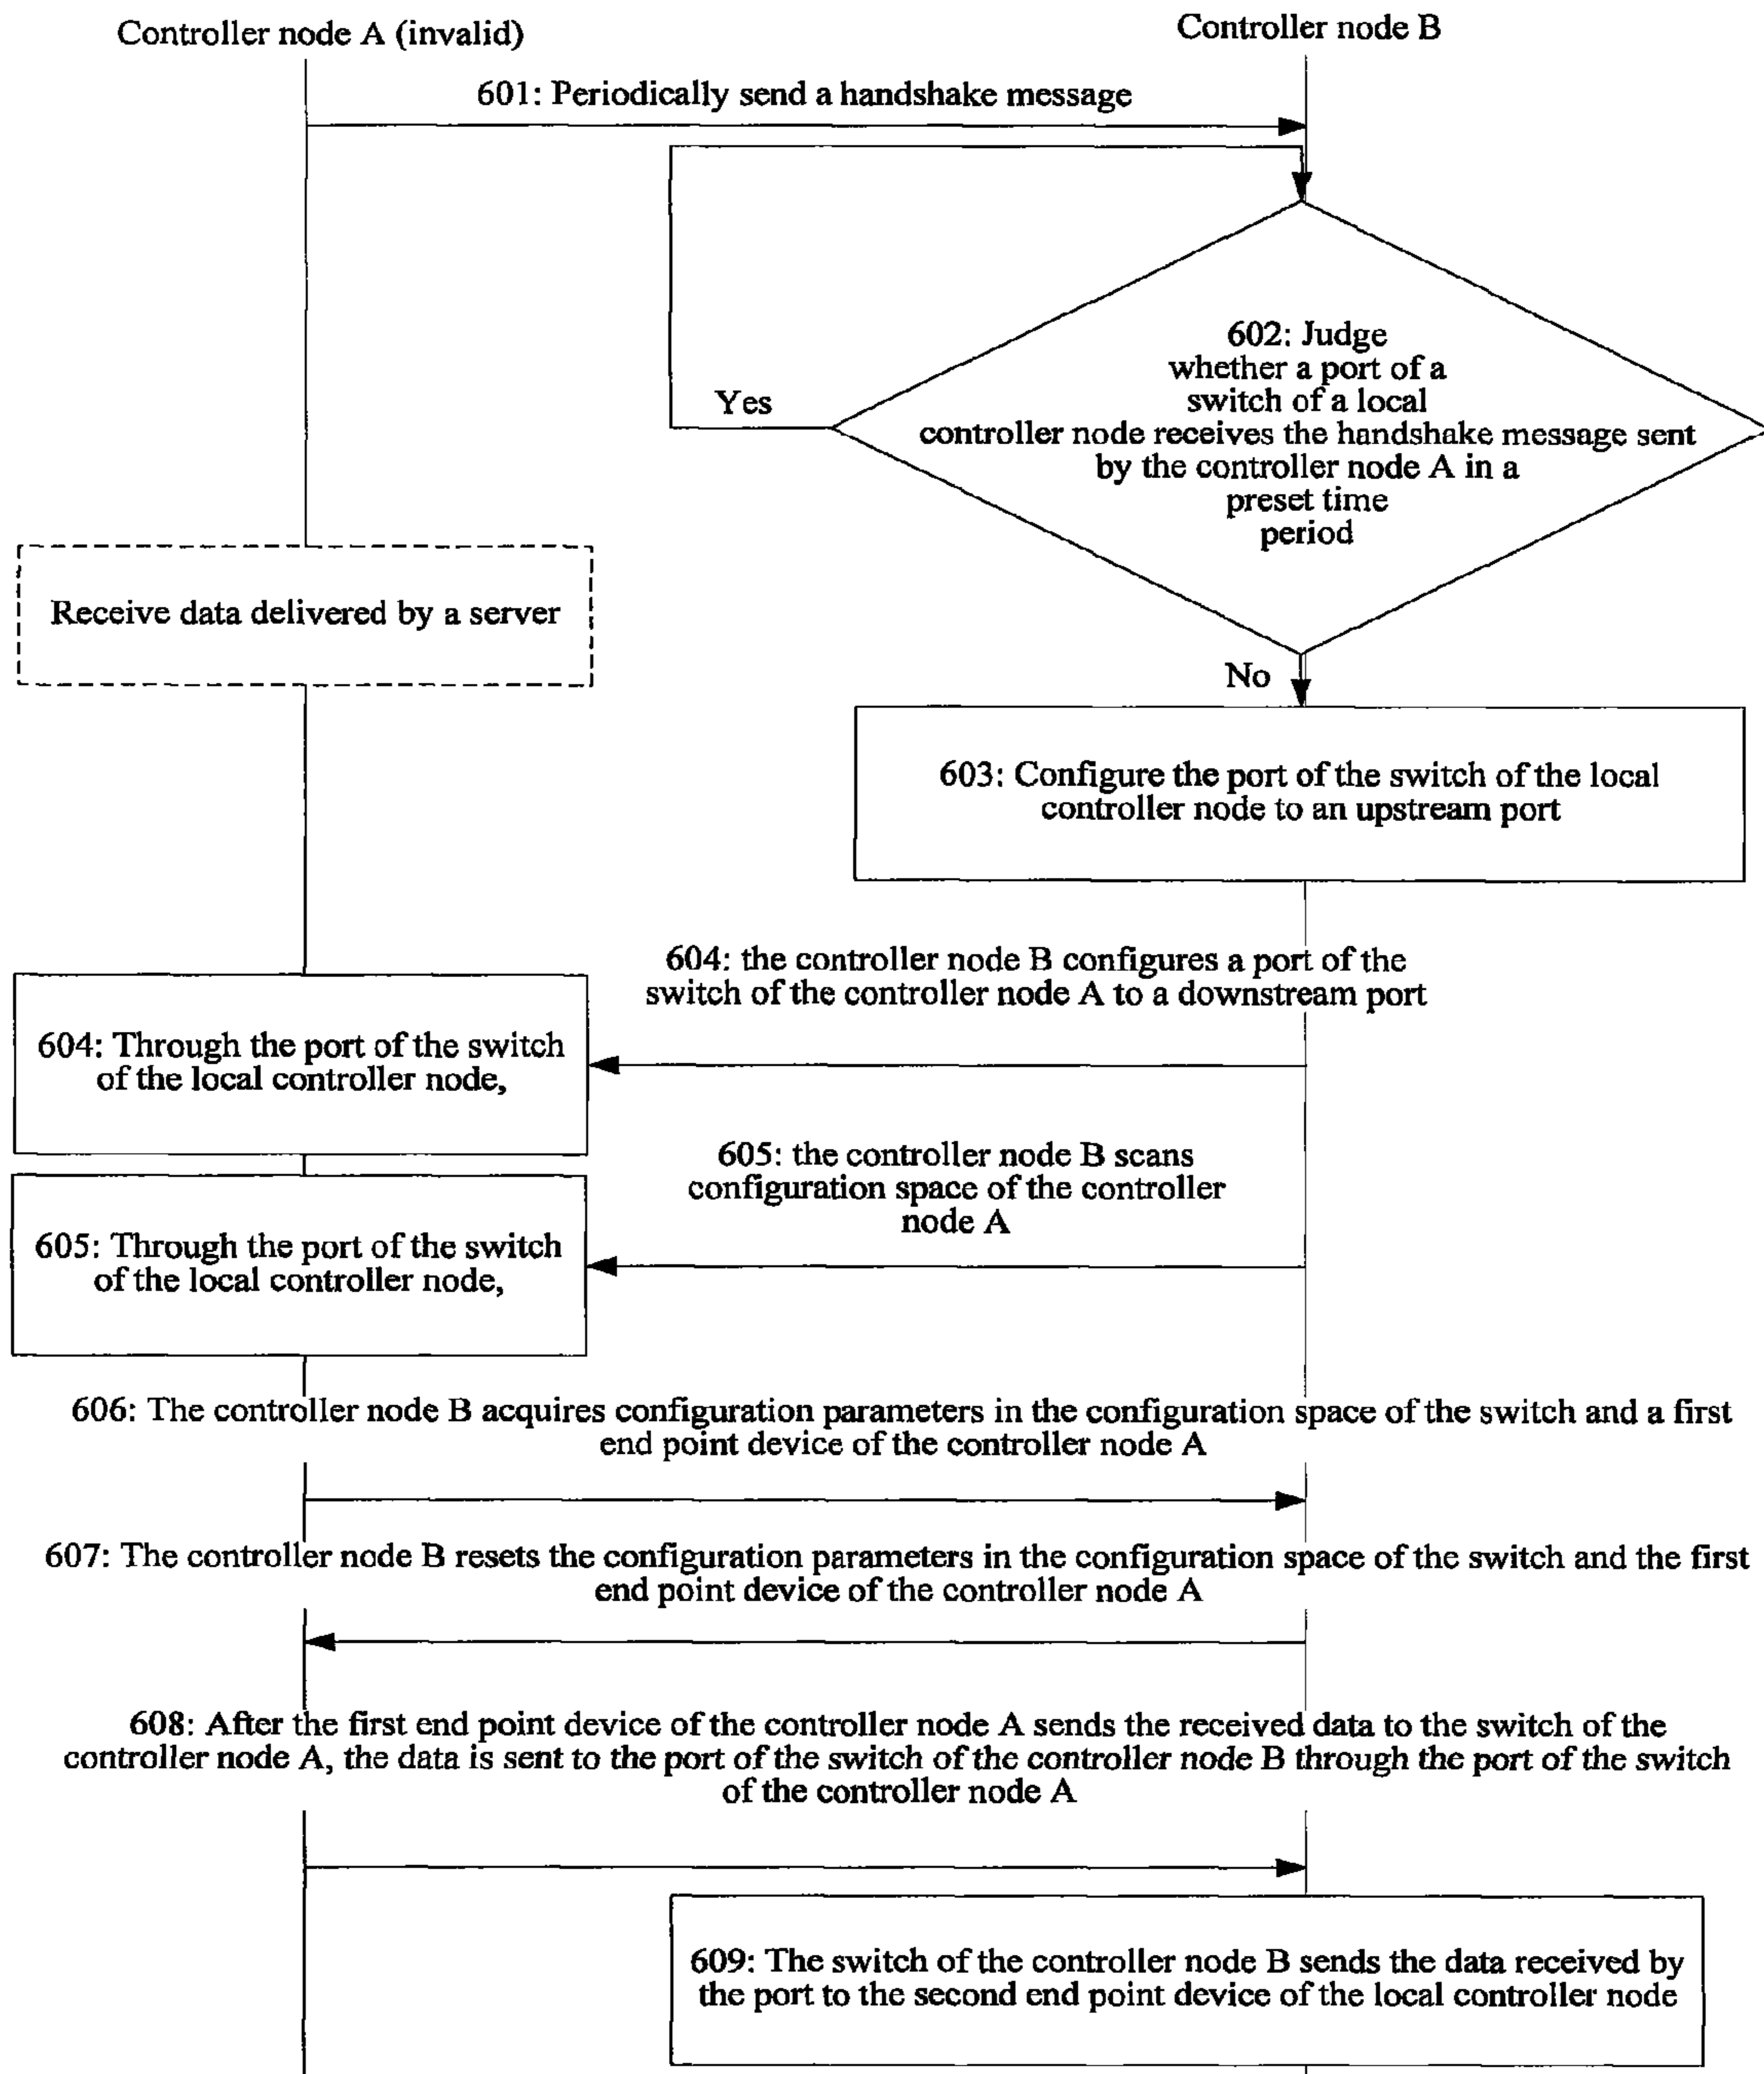 Controller node A (invalid)
Controller node B
601: Periodically send a handshake message
602: Judge
whether a port of a
switch of a local
controller node receives the handshake message sent
by the controller node A in a
preset time
period
Yes
Receive data delivered by a server
No
603: Configure the port of the switch of the local
controller node to an upstream port
604: the controller node B configures a port of the
switch of the controller node A to a downstream port
604: Through the port of the switch
of the local controller node,
605: the controller node B scans
configuration space of the controller
node A
605: Through the port of the switch
of the local controller node,
606: The controller node B acquires configuration parameters in the configuration space of the switch and a first
end point device of the controller node A
607: The controller node B resets the configuration parameters in the configuration space of the switch and the first
end point device of the controller node A
608: After the first end point device of the controller node A sends the received data to the switch of the
controller node A, the data is sent to the port of the switch of the controller node B through the port of the switch
of the controller node A
609: The switch of the controller node B sends the data received by
the port to the second end point device of the local controller node